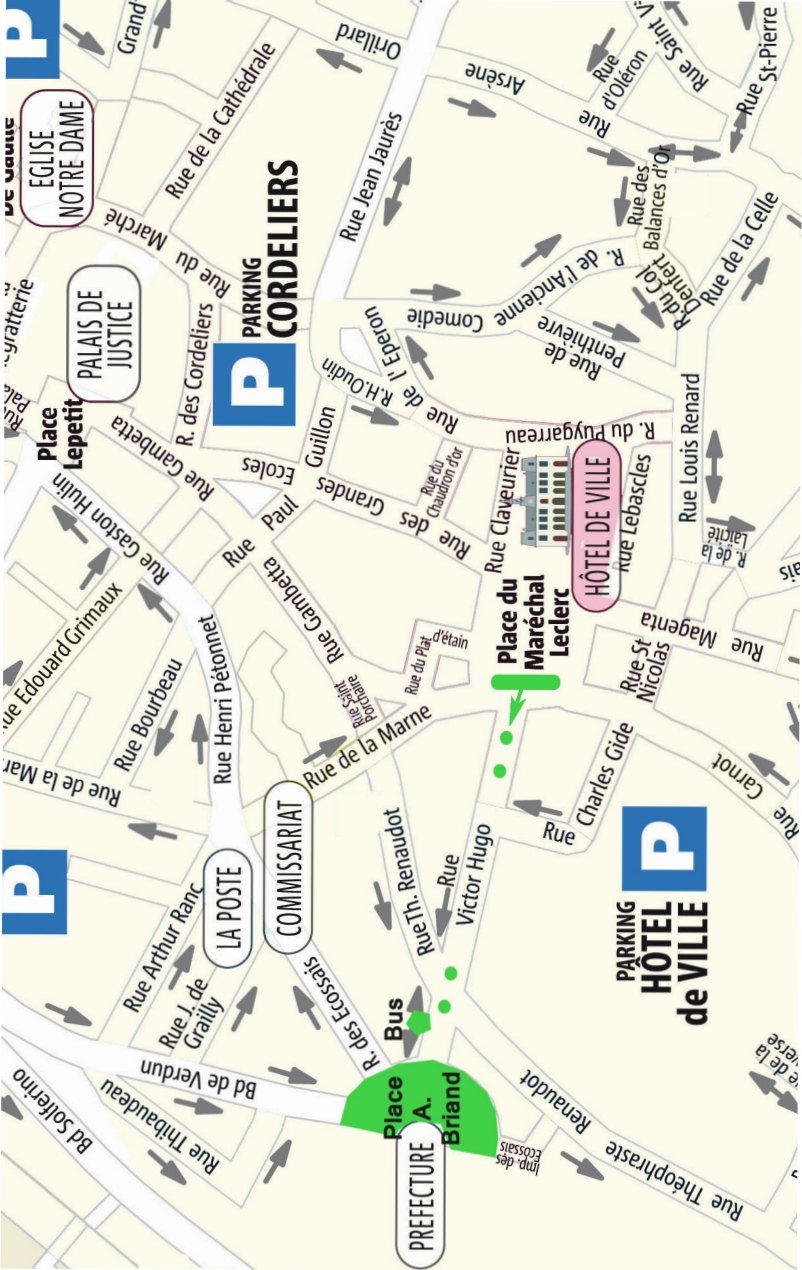 P
Grand'
De Gaulle
EGLISE
NOTRE DAME
Rue de la Cathédrale
Orillard
Arsène
Rue
Rue
d'Oléron
Rue St-Pierre
Rue Jean Jaurès
Rue du Marché
PALAIS DE
JUSTICE
R. des Cordeliers
P
PARKING
CORDELIERS
Rue des
Balances d'Or
R. du Col.
Denfert
Rue de la Celle
R. de l'Ancienne
Comedie
Rue de
Penthièvre
Rue de l'Eperon
R.H.Oudin
Place
Lepetit
Rue Gambetta
Ecoles
Grandes
des
Rue
Rue Paul Guillon
Rue du
Chaudron d'or
R. du Puygarreau
Rue Louis Renard
Rue Claveurier
HÔTEL DE VILLE
Rue Lebascles
R. de la
Laïcité
Rue Gaston Hulin
Rue Edouard Grimaux
Rue Gambetta
Rue Henri Pétonnet
Rue Bourbeau
Rue Saint
Porchaire
Rue du Plat
d'étain
Place du
Maréchal
Leclerc
Rue Magenta
Rue St
Nicolas
Rue de la Marne
Rue de la Mar
Charles Gide
Rue
Rue Carnot
COMMISSARIAT
LA POSTE
P
Rue Th. Renaudot
Rue
Victor Hugo
P
PARKING
HÔTEL
de VILLE
Rue Arthur Ranc
Rue J. de
Grailly
R. des Ecossais
Bus
Bd de Verdun
Bd Solferino
Rue Thibaudeau
Place
A.
Briand
PREFECTURE
Imp. des
Ecossais
Rue Théophraste Renaudot